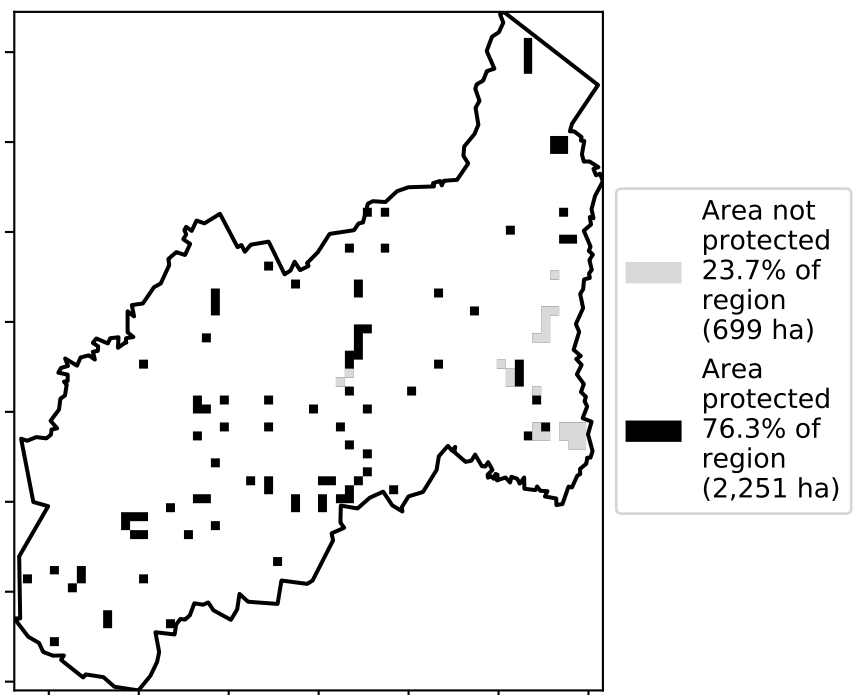 Area not
protected
23.7% of
region
(699 ha)
Area
protected
76.3% of
region
(2,251 ha)